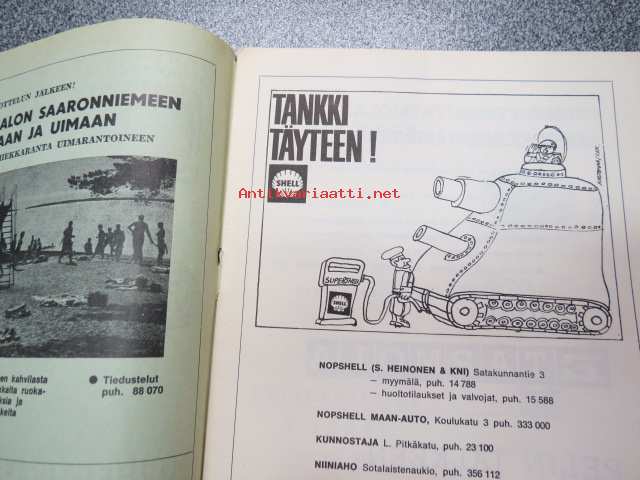 OTTELUN JÄLKEEN!
ALON SAARONNIEMEEN
AAN JA UIMAAN
HIEKKARANTA UIMARANTOINEEN
en kahvilasta
kkaita ruoka-
ksia ja
keita
● Tiedustelut
puh. 88 070
TANKKI
TÄYTEEN !
SHELL
Antikvariaatti.net
SUPERSHELL
SHELL
NOPSHELL (S. HEINONEN & KNI) Satakunnantie 3
— myymälä, puh. 14 788
— huoltotilaukset ja valvojat, puh. 15 588
NOPSHELL MAAN-AUTO, Koulukatu 3 puh. 333 000
KUNNOSTAJA L. Pitkäkatu, puh. 23 100
NIINIAHO Sotalaistenaukio, puh. 356 112